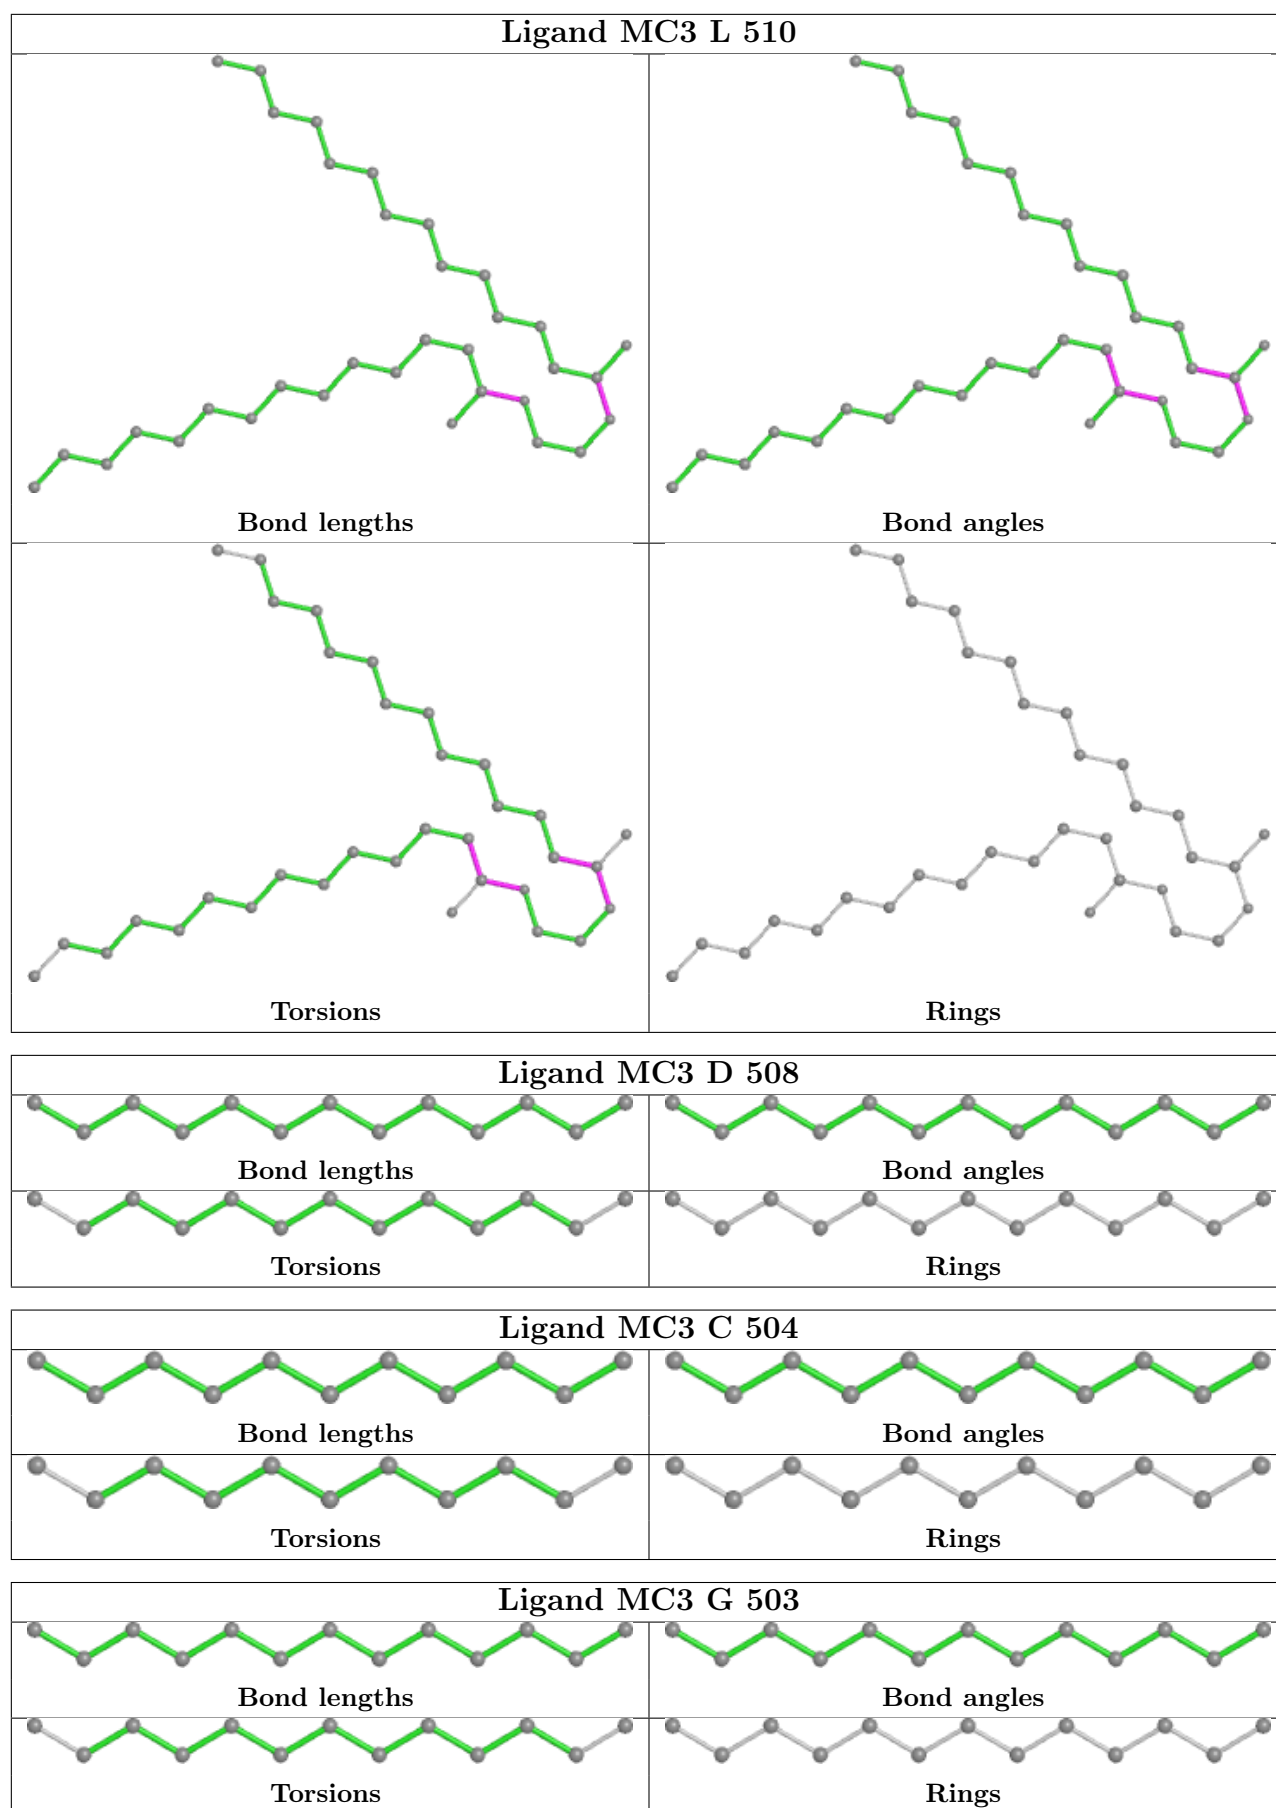 Ligand MC3 L 510
Bond lengths
Bond angles
Torsions
Rings
Ligand MC3 D 508
Bond lengths
Bond angles
Torsions
Rings
Ligand MC3 C 504
Bond lengths
Bond angles
Torsions
Rings
Ligand MC3 G 503
Bond lengths
Bond angles
Torsions
Rings